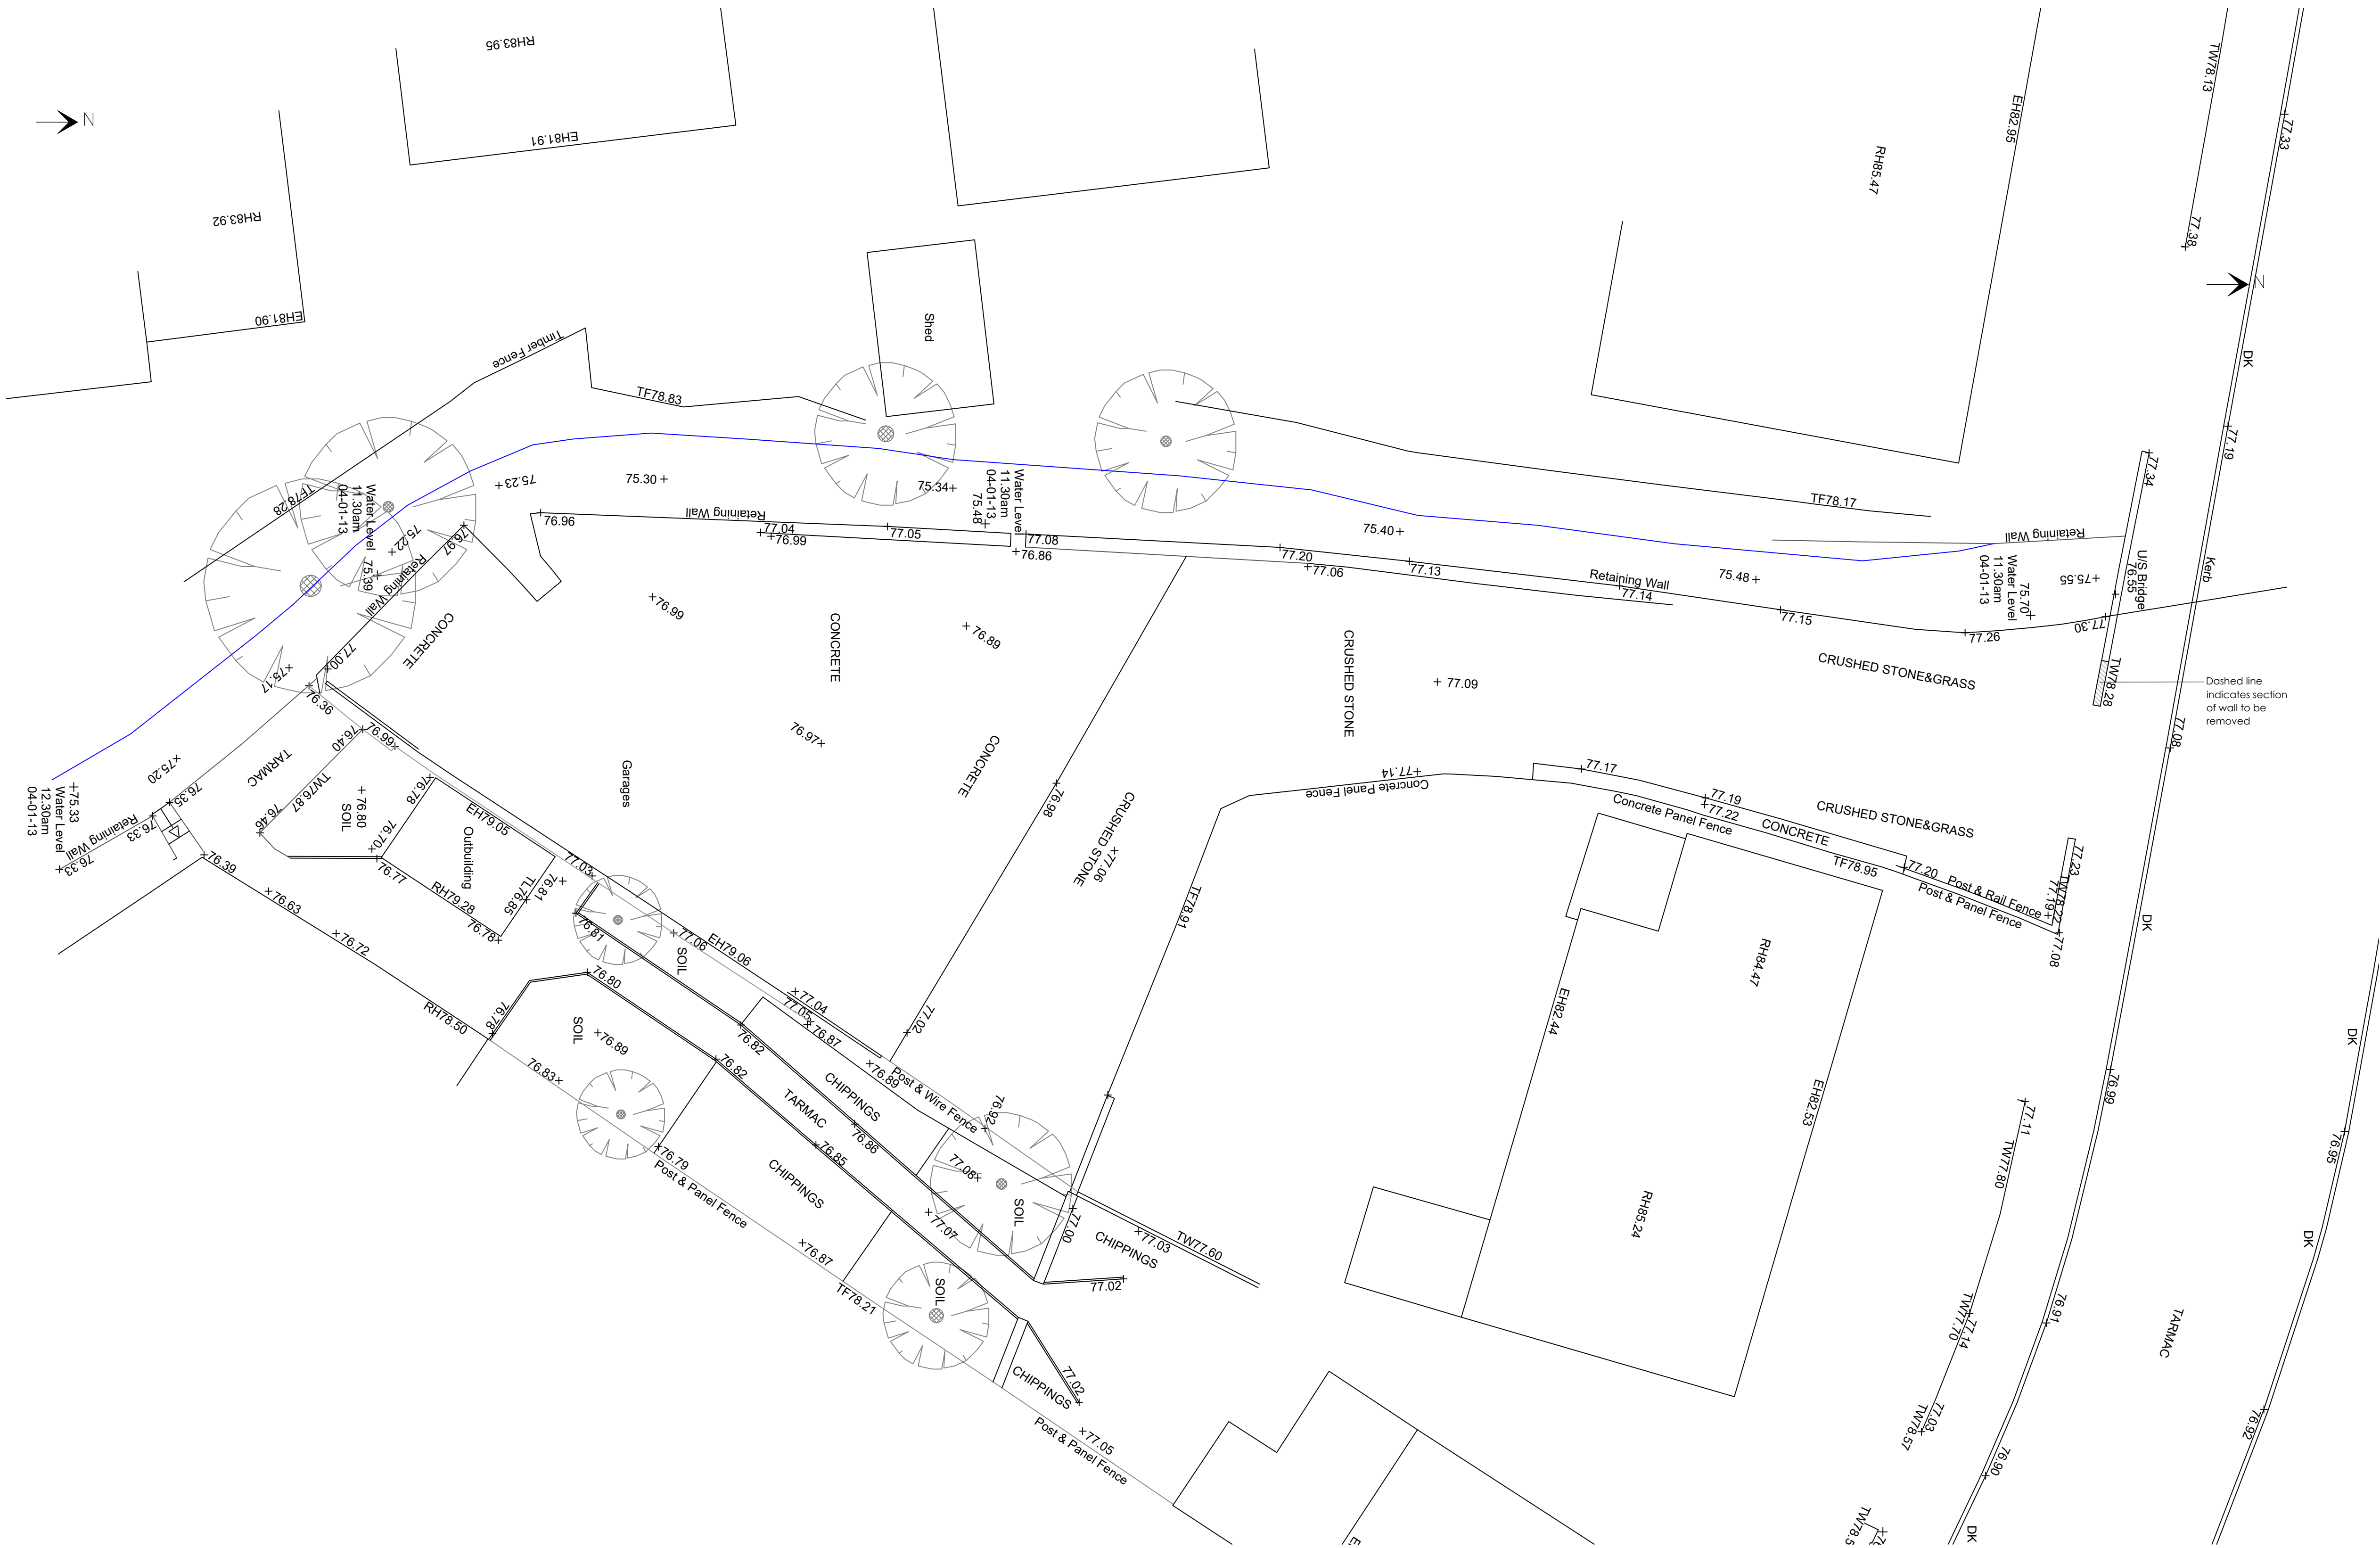 RH83.95
EH81.91
N
RH83.92
EH81.90
Timber Fence
TF78.83
TF78.28
Shed
RH85.47
EH82.95
TW78.13
77.33
77.38
N
DK
77.19
Kerb
TF78.17
Retaining Wall
77.34
U/S Bridge
76.55
75.55
75.70
Water Level
11.30am
04-01-13
77.30
77.26
TW78.28
Dashed line
indicates section
of wall to be
removed
77.08
75.23
75.30
75.34
Water Level
11.30am
04-01-13
75.48
75.40
75.48
Water Level
11.30am
04-01-13
75.39
75.22
Retaining Wall
76.97
76.96
Retaining Wall
77.04
76.99
77.05
77.08
76.86
77.20
77.06
77.13
Retaining Wall
77.14
77.15
CRUSHED STONE&GRASS
CONCRETE
76.99
CONCRETE
76.89
CRUSHED STONE
77.09
77.00
75.17
76.36
76.40
76.99
TARMAC
TW76.87
76.46
75.20
76.35
+75.33
Water Level
12.30am
04-01-13
Retaining Wall
76.33
76.33
76.39
76.63
76.72
76.80
SOIL
76.78
76.70
76.77
EH79.05
Outbuilding
RH79.28
76.78
TL76.85
76.81
77.03
Garages
76.97
CONCRETE
76.98
CRUSHED STONE
77.06
77.14
Concrete Panel Fence
77.17
77.19
77.22
Concrete Panel Fence
CONCRETE
CRUSHED STONE&GRASS
TF78.95
77.20
Post & Rail Fence
Post & Panel Fence
77.23
TW78.22
77.19
77.08
DK
TF78.91
76.81
77.06
SOIL
EH79.06
77.04
77.05
76.87
77.02
76.80
76.82
76.82
76.89
Post & Wire Fence
76.92
RH78.50
76.78
SOIL
76.89
76.83
CHIPPINGS
TARMAC
76.86
76.85
CHIPPINGS
76.79
Post & Panel Fence
77.08
77.07
SOIL
77.00
77.03
TW77.60
CHIPPINGS
77.02
76.87
TF78.21
SOIL
77.02
CHIPPINGS
77.05
Post & Panel Fence
RH84.47
EH82.44
EH82.53
RH85.24
76.99
77.11
TW77.80
76.91
TW77.70
77.14
77.03
TW78.57
76.90
TARMAC
DK
76.95
DK
76.92
DK